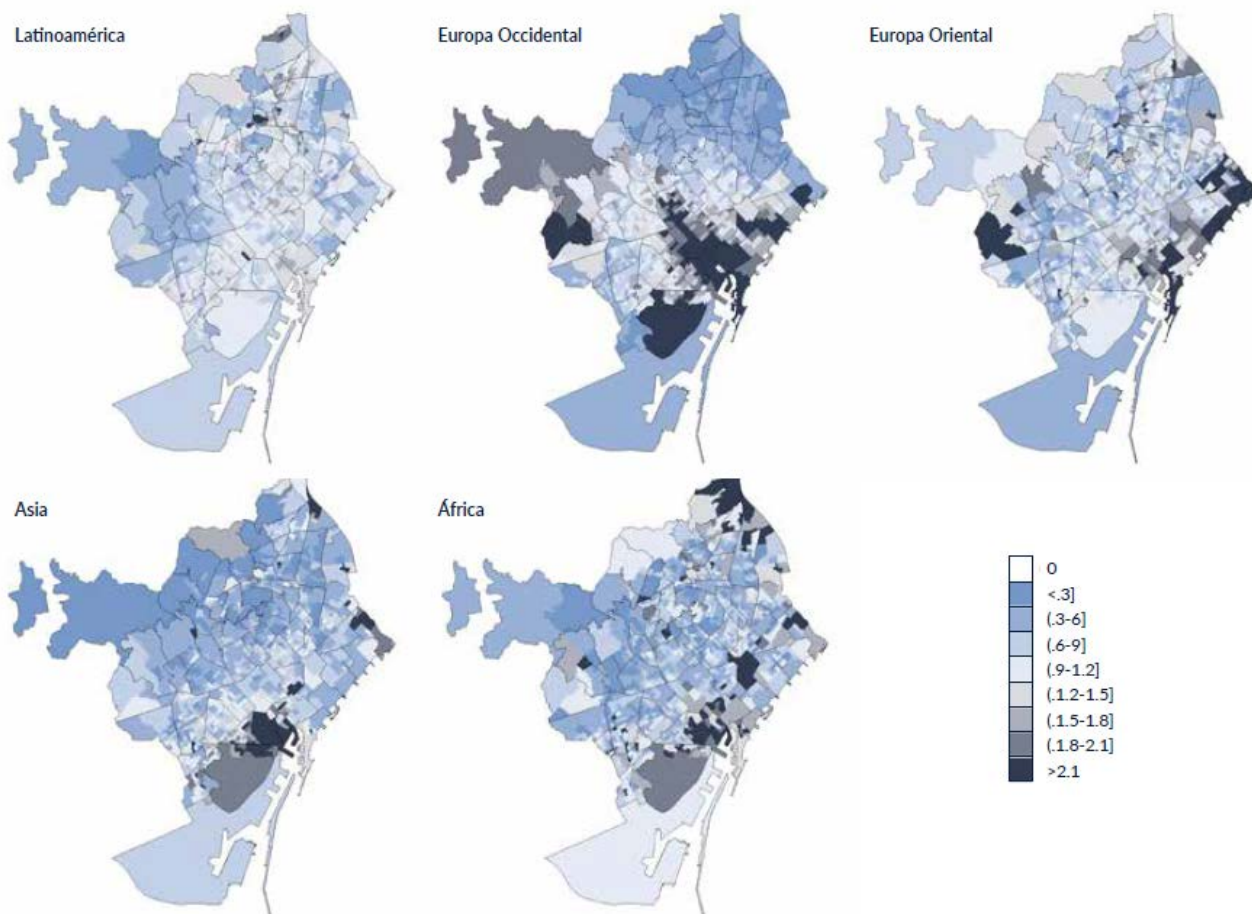 Latinoamérica
Europa Occidental
Europa Oriental
Asia
África
0
<.3]
(.3-6]
(.6-9]
(.9-1.2]
(.1.2-1.5]
(.1.5-1.8]
(.1.8-2.1]
>2.1